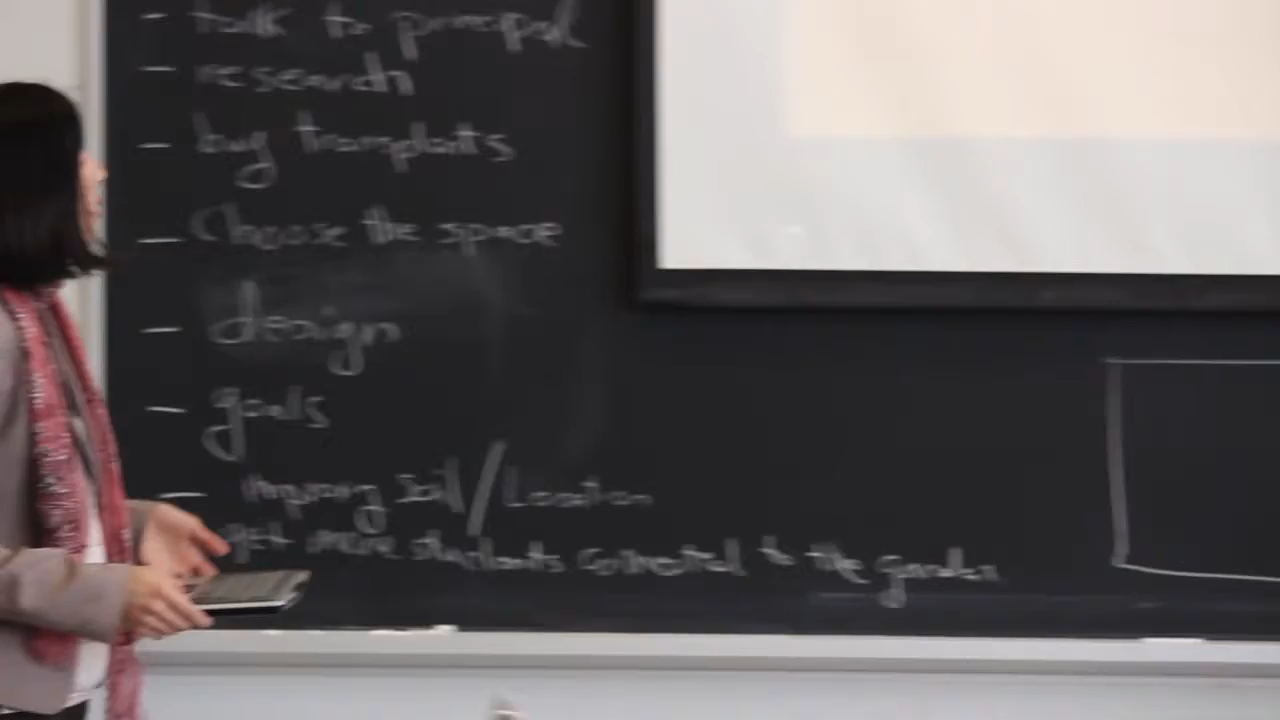 - talk to principal
- research
- buy transplants
- Choose the space
- design
- goals
- Soil/Location
get more students connected to the garden